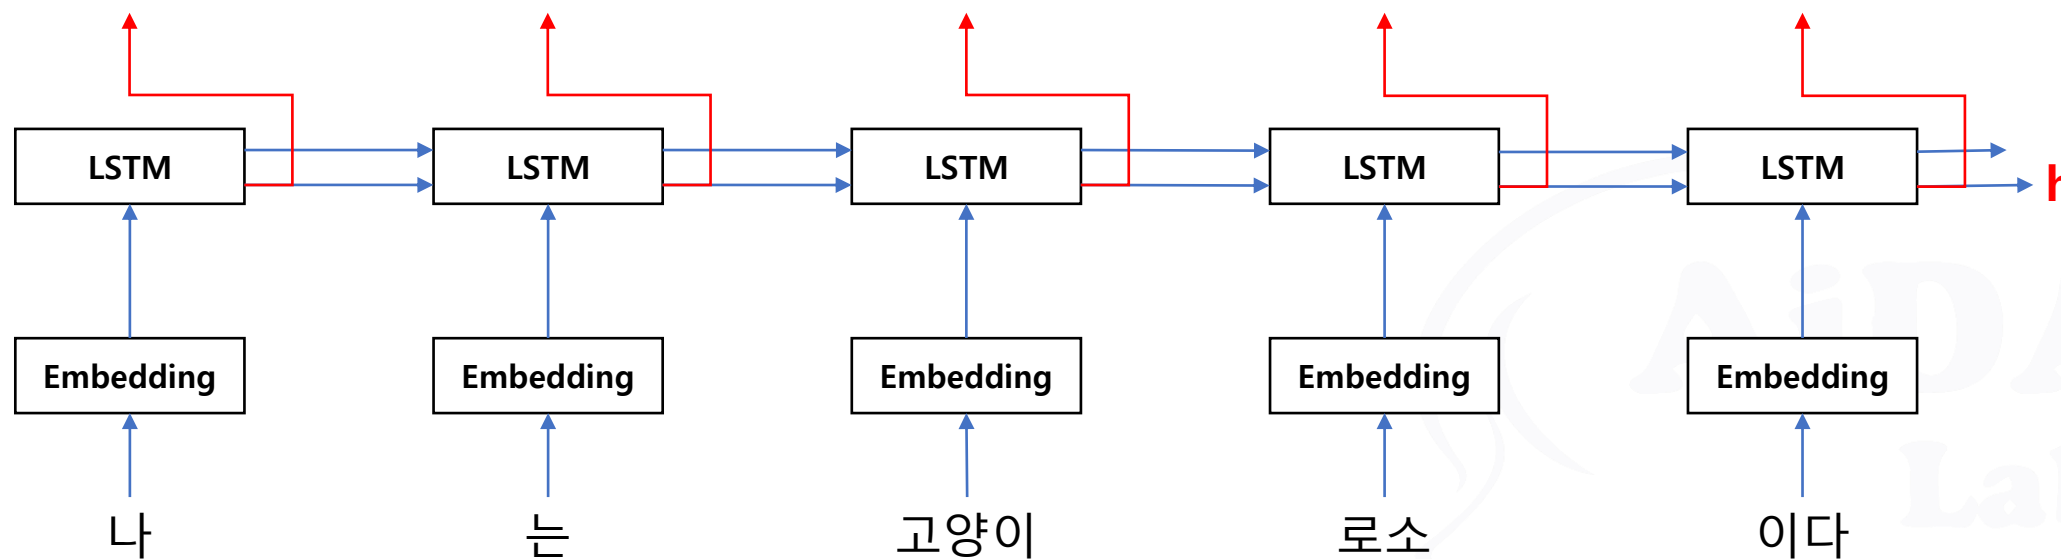 LSTM LSTM LSTM LSTM LSTM h
Embedding Embedding Embedding Embedding Embedding
나 는 고양이 로소 이다